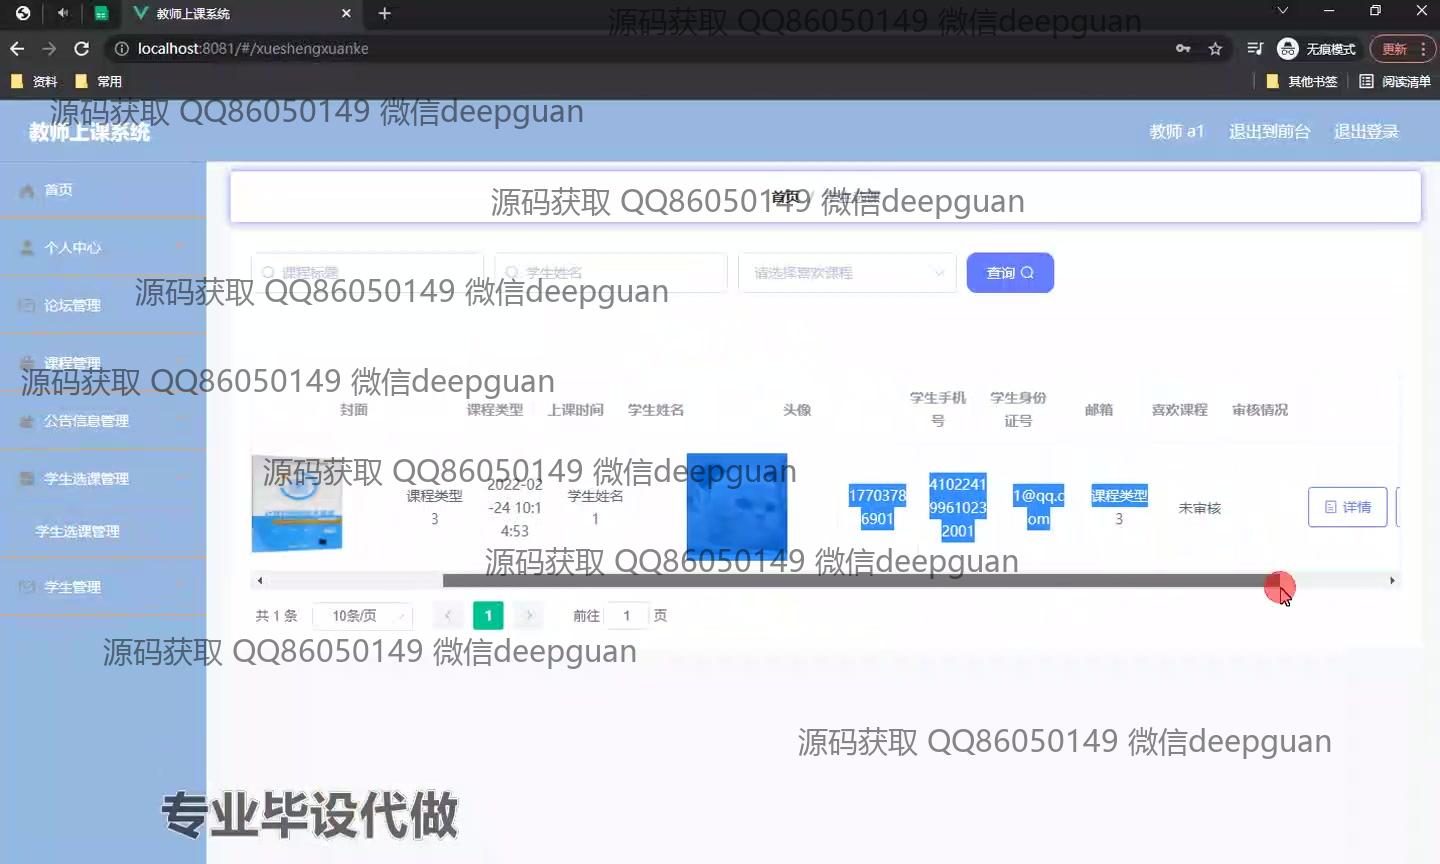 教师上课系统
源码获取 QQ86050149 微信deepguan
localhost:8081/#/xueshengxuanke
无痕模式
更新
资料
常用
其他书签
阅读清单
源码获取 QQ86050149 微信deepguan
教师上课系统
教师 a1
退出到前台
退出登录
首页
首页
源码获取 QQ86050149 微信deepguan
个人中心
课程标题
学生姓名
请选择喜欢课程
查询
源码获取 QQ86050149 微信deepguan
论坛管理
课程管理
源码获取 QQ86050149 微信deepguan
公告信息管理
封面
课程类型
上课时间
学生姓名
头像
学生手机
号
学生身份
证号
邮箱
喜欢课程
审核情况
学生选课管理
源码获取 QQ86050149 微信deepguan
课程类型
3
2022-02
-24 10:1
4:53
学生姓名
1
1770378
6901
4102241
9961023
2001
1@qq.c
om
课程类型
3
未审核
详情
学生选课管理
源码获取 QQ86050149 微信deepguan
学生管理
共 1 条
10条/页
1
前往
1
页
源码获取 QQ86050149 微信deepguan
源码获取 QQ86050149 微信deepguan
专业毕设代做